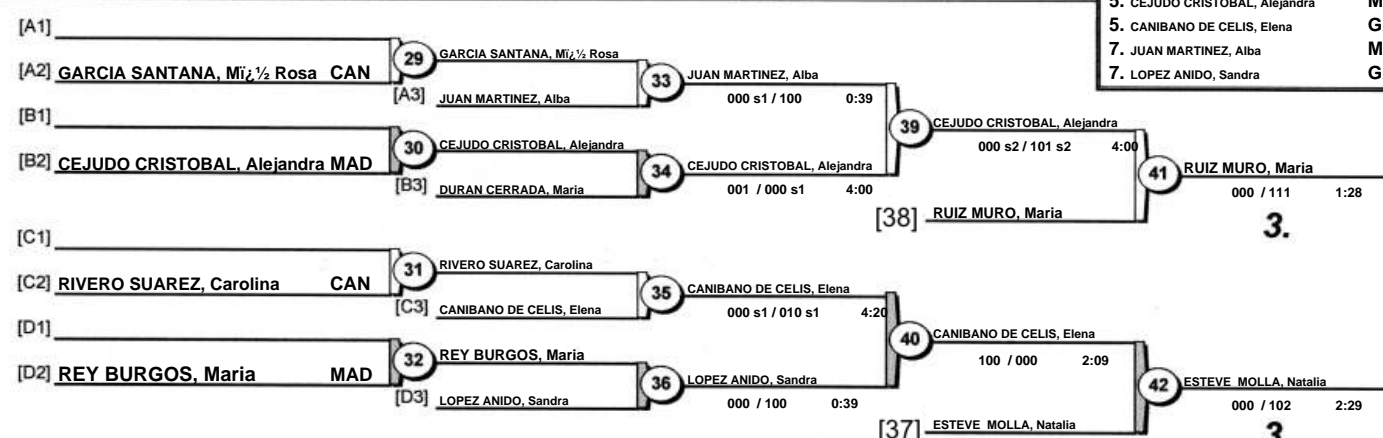 5. CEJUDO CRISTOBAL, Alejandra
5. CANIBANO DE CELIS, Elena
7. JUAN MARTINEZ, Alba
7. LOPEZ ANIDO, Sandra
[A1]
[A2] GARCIA SANTANA, Mï¿½ Rosa CAN
29
GARCIA SANTANA, Mï¿½ Rosa
[A3] JUAN MARTINEZ, Alba
33
JUAN MARTINEZ, Alba
000 s1 / 100 0:39
[B1]
[B2] CEJUDO CRISTOBAL, Alejandra MAD
30
CEJUDO CRISTOBAL, Alejandra
[B3] DURAN CERRADA, Maria
34
CEJUDO CRISTOBAL, Alejandra
001 / 000 s1 4:00
39
CEJUDO CRISTOBAL, Alejandra
000 s2 / 101 s2 4:00
[38] RUIZ MURO, Maria
41
RUIZ MURO, Maria
000 / 111 1:28
3.
[C1]
[C2] RIVERO SUAREZ, Carolina CAN
31
RIVERO SUAREZ, Carolina
[C3] CANIBANO DE CELIS, Elena
35
CANIBANO DE CELIS, Elena
000 s1 / 010 s1 4:20
[D1]
[D2] REY BURGOS, Maria MAD
32
REY BURGOS, Maria
[D3] LOPEZ ANIDO, Sandra
36
LOPEZ ANIDO, Sandra
000 / 100 0:39
40
CANIBANO DE CELIS, Elena
100 / 000 2:09
[37] ESTEVE MOLLA, Natalia
42
ESTEVE MOLLA, Natalia
000 / 102 2:29
3